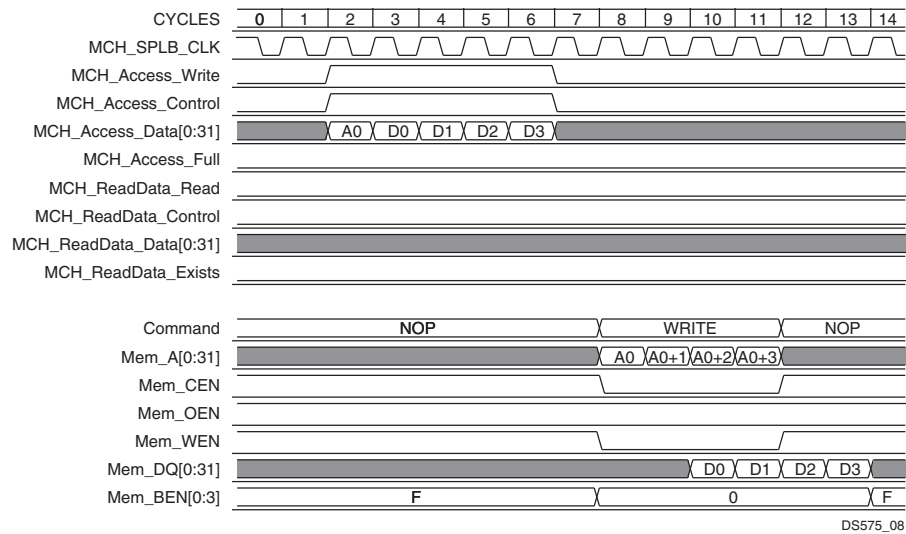 CYCLES 0 1 2 3 4 5 6 7 8 9 10 11 12 13 14
MCH_SPLB_CLK
MCH_Access_Write
MCH_Access_Control
MCH_Access_Data[0:31] A0 D0 D1 D2 D3
MCH_Access_Full
MCH_ReadData_Read
MCH_ReadData_Control
MCH_ReadData_Data[0:31]
MCH_ReadData_Exists
Command NOP WRITE NOP
Mem_A[0:31] A0 A0+1 A0+2 A0+3
Mem_CEN
Mem_OEN
Mem_WEN
Mem_DQ[0:31] D0 D1 D2 D3
Mem_BEN[0:3] F 0 F
DS575_08